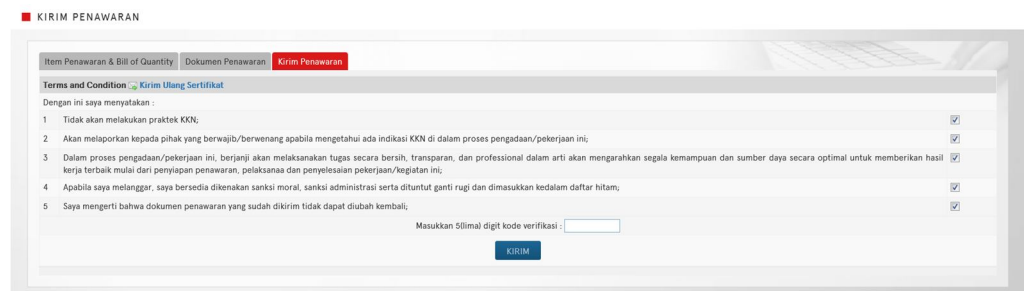 KIRIM PENAWARAN
Item Penawaran & Bill of Quantity Dokumen Penawaran Kirim Penawaran
Terms and Condition Kirim Ulang Sertifikat
Dengan ini saya menyatakan :
1 Tidak akan melakukan praktek KKN;
2 Akan melaporkan kepada pihak yang berwajib/berwenang apabila mengetahui ada indikasi KKN di dalam proses pengadaan/pekerjaan ini;
3 Dalam proses pengadaan/pekerjaan ini, berjanji akan melaksanakan tugas secara bersih, transparan, dan professional dalam arti akan mengarahkan segala kemampuan dan sumber daya secara optimal untuk memberikan hasil
kerja terbaik mulai dari penyiapan penawaran, pelaksanaa dan penyelesaian pekerjaan/kegiatan ini;
4 Apabila saya melanggar, saya bersedia dikenakan sanksi moral, sanksi administrasi serta dituntut ganti rugi dan dimasukkan kedalam daftar hitam;
5 Saya mengerti bahwa dokumen penawaran yang sudah dikirim tidak dapat diubah kembali;
Masukkan 5(lima) digit kode verifikasi :
KIRIM